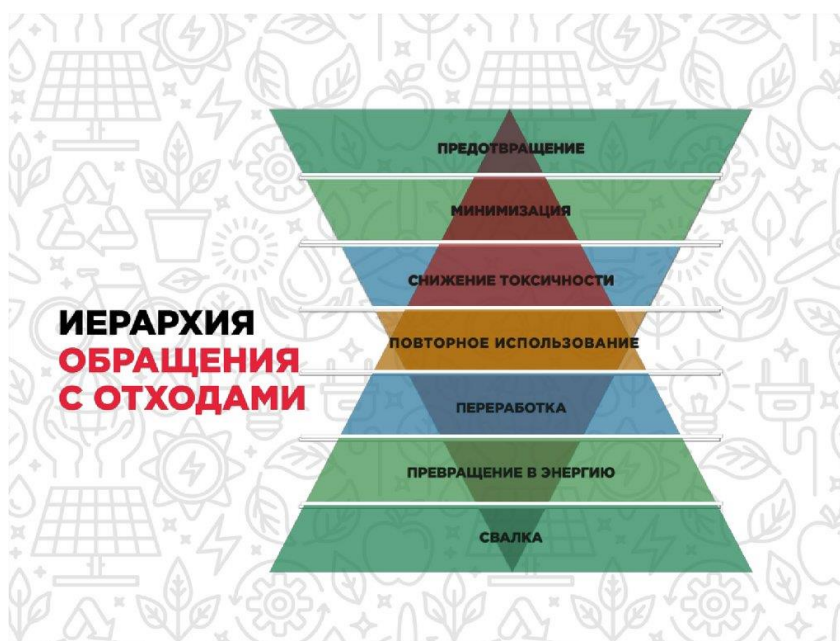 ПРЕДОТВРАЩЕНИЕ
МИНИМИЗАЦИЯ
СНИЖЕНИЕ ТОКСИЧНОСТИ
ИЕРАРХИЯ
ОБРАЩЕНИЯ
С ОТХОДАМИ
ПОВТОРНОЕ ИСПОЛЬЗОВАНИЕ
ПЕРЕРАБОТКА
ПРЕВРАЩЕНИЕ В ЭНЕРГИЮ
СВАЛКА